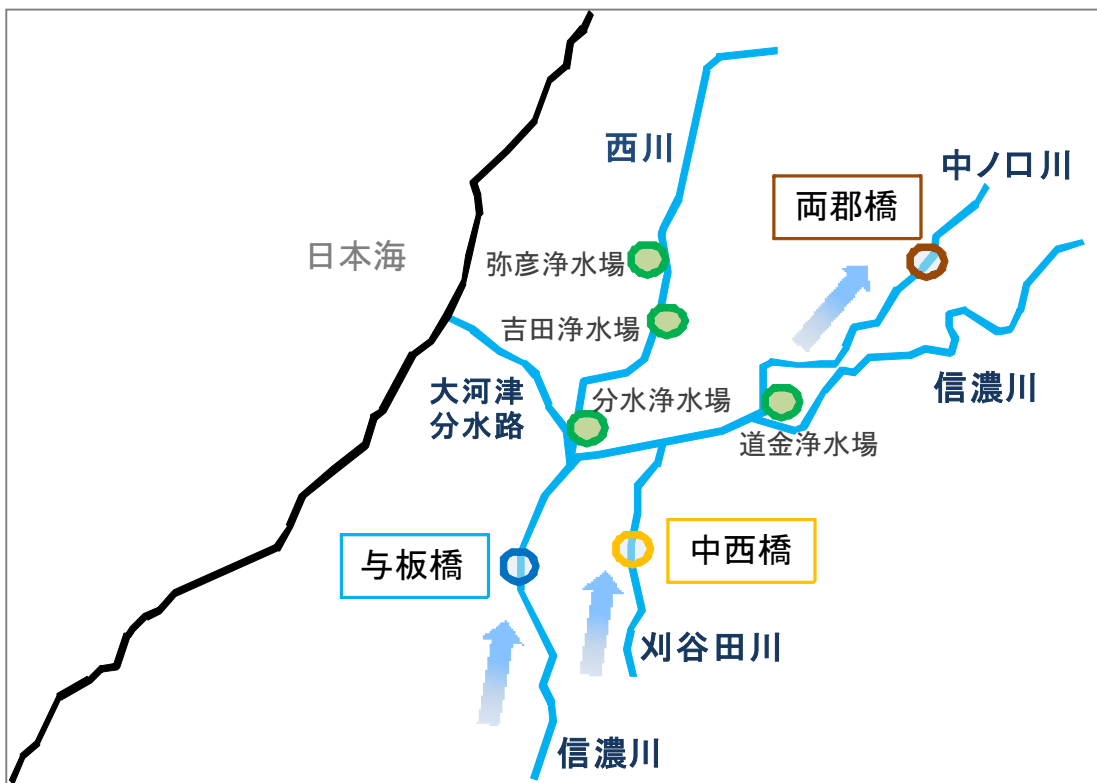 西川
中ノ口川
両郡橋
日本海
弥彦浄水場
吉田浄水場
大河津
分水路
分水浄水場
信濃川
道金浄水場
与板橋
中西橋
刈谷田川
信濃川